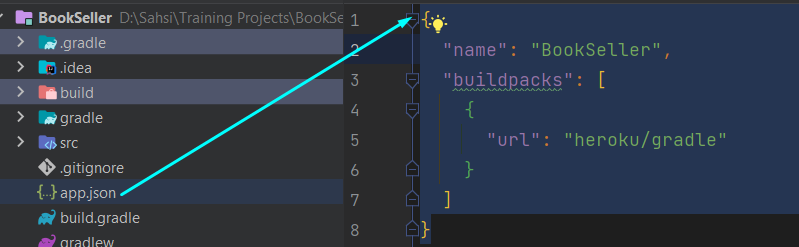 BookSeller D:\Sahsi\Training Projects\BookSe
.gradle
.idea
build
gradle
src
.gitignore
app.json
build.gradle
gradlew
1 {
2 "name": "BookSeller",
3 "buildpacks": [
4 {
5 "url": "heroku/gradle"
6 }
7 ]
8 }